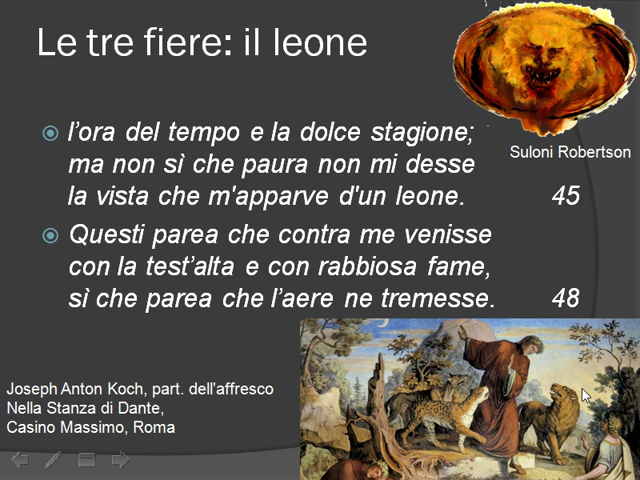 Le tre fiere: il leone
l'ora del tempo e la dolce stagione;
ma non sì che paura non mi desse
la vista che m'apparve d'un leone. 45
Questi parea che contra me venisse
con la test'alta e con rabbiosa fame,
sì che parea che l'aere ne tremesse. 48
Suloni Robertson
Joseph Anton Koch, part. dell'affresco
Nella Stanza di Dante,
Casino Massimo, Roma